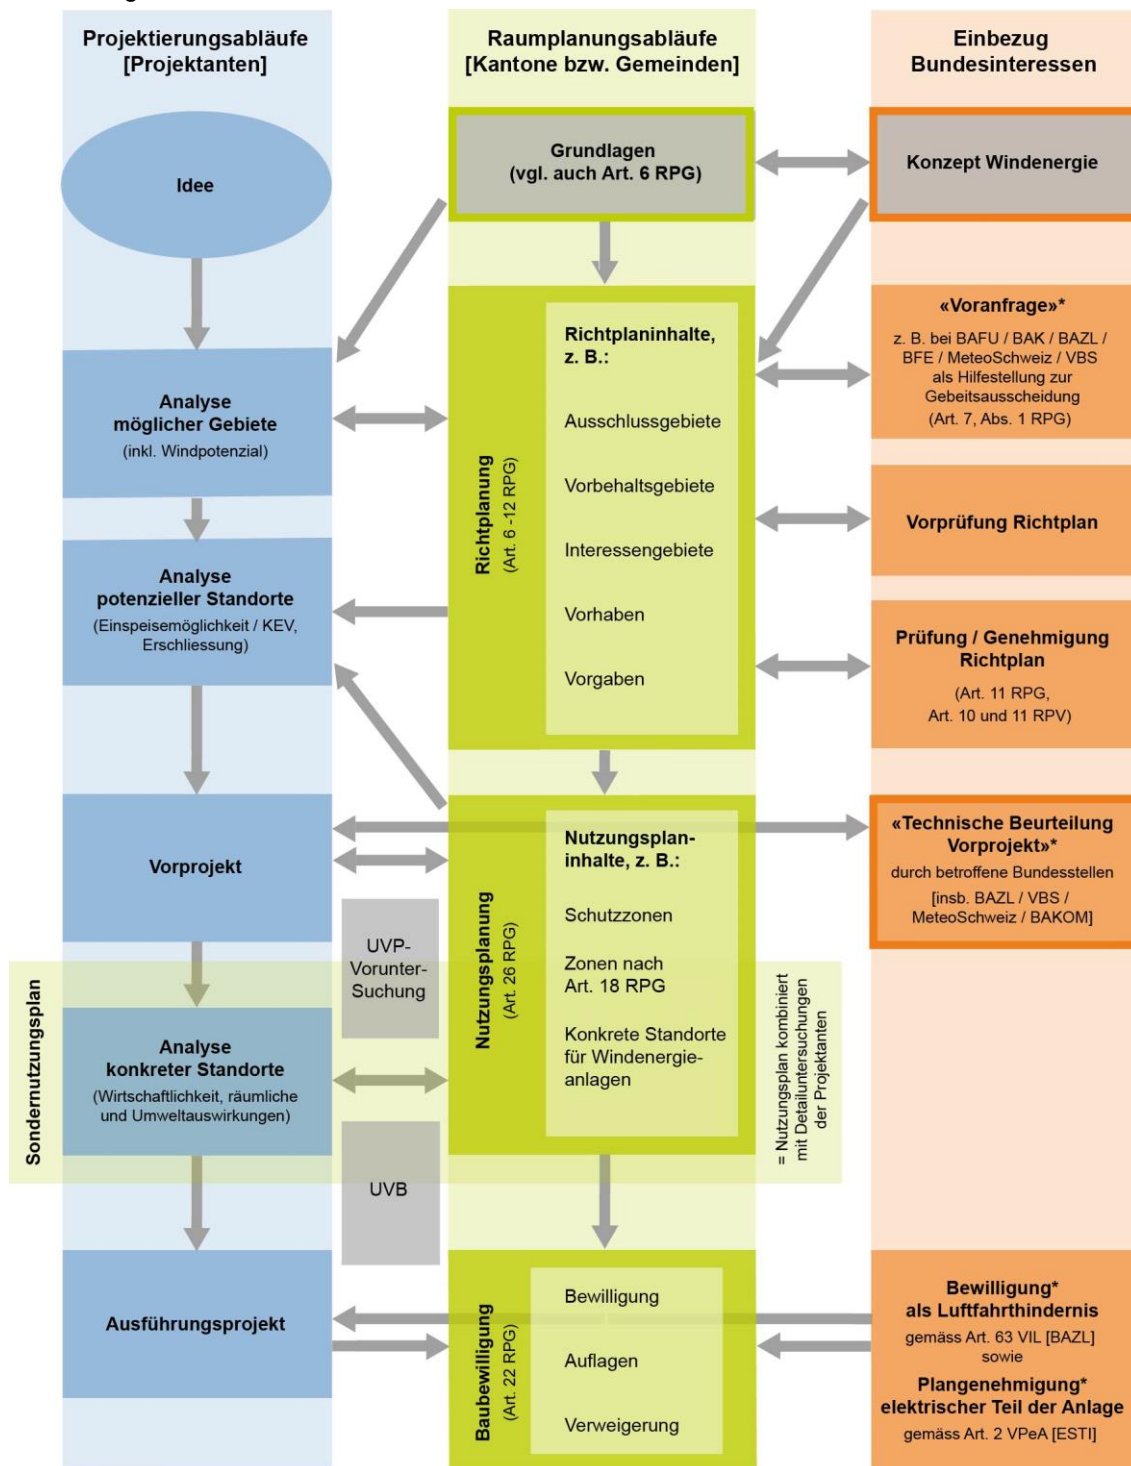 Projektierungsabläufe
[Projektanten]
Raumplanungsabläufe
[Kantone bzw. Gemeinden]
Einbezug
Bundesinteressen
Idee
Grundlagen
(vgl. auch Art. 6 RPG)
Konzept Windenergie
Analyse
möglicher Gebiete
(inkl. Windpotenzial)
Richtplanung
(Art. 6 -12 RPG)
Richtplaninhalte,
z. B.:
Ausschlussgebiete
Vorbehaltsgebiete
Interessengebiete
Vorhaben
Vorgaben
«Voranfrage»*
z. B. bei BAFU / BAK / BAZL /
BFE / MeteoSchweiz / VBS
als Hilfestellung zur
Gebeitsausscheidung
(Art. 7, Abs. 1 RPG)
Vorprüfung Richtplan
Analyse
potenzieller Standorte
(Einspeisemöglichkeit / KEV,
Erschliessung)
Prüfung / Genehmigung
Richtplan
(Art. 11 RPG,
Art. 10 und 11 RPV)
Vorprojekt
Nutzungsplanung
(Art. 26 RPG)
Nutzungsplan-
inhalte, z. B.:
Schutzzonen
Zonen nach
Art. 18 RPG
Konkrete Standorte
für Windenergie-
anlagen
«Technische Beurteilung
Vorprojekt»*
durch betroffene Bundesstellen
[insb. BAZL / VBS /
MeteoSchweiz / BAKOM]
UVP-
Vorunter-
Suchung
Sondernutzungsplan
Analyse
konkreter Standorte
(Wirtschaftlichkeit, räumliche
und Umweltauswirkungen)
= Nutzungsplan kombiniert
mit Detailuntersuchungen
der Projektanten
UVB
Ausführungsprojekt
Baubewilligung
(Art. 22 RPG)
Bewilligung
Auflagen
Verweigerung
Bewilligung*
als Luftfahrthindernis
gemäss Art. 63 VIL [BAZL]
sowie
Plangenehmigung*
elektrischer Teil der Anlage
gemäss Art. 2 VPeA [ESTI]